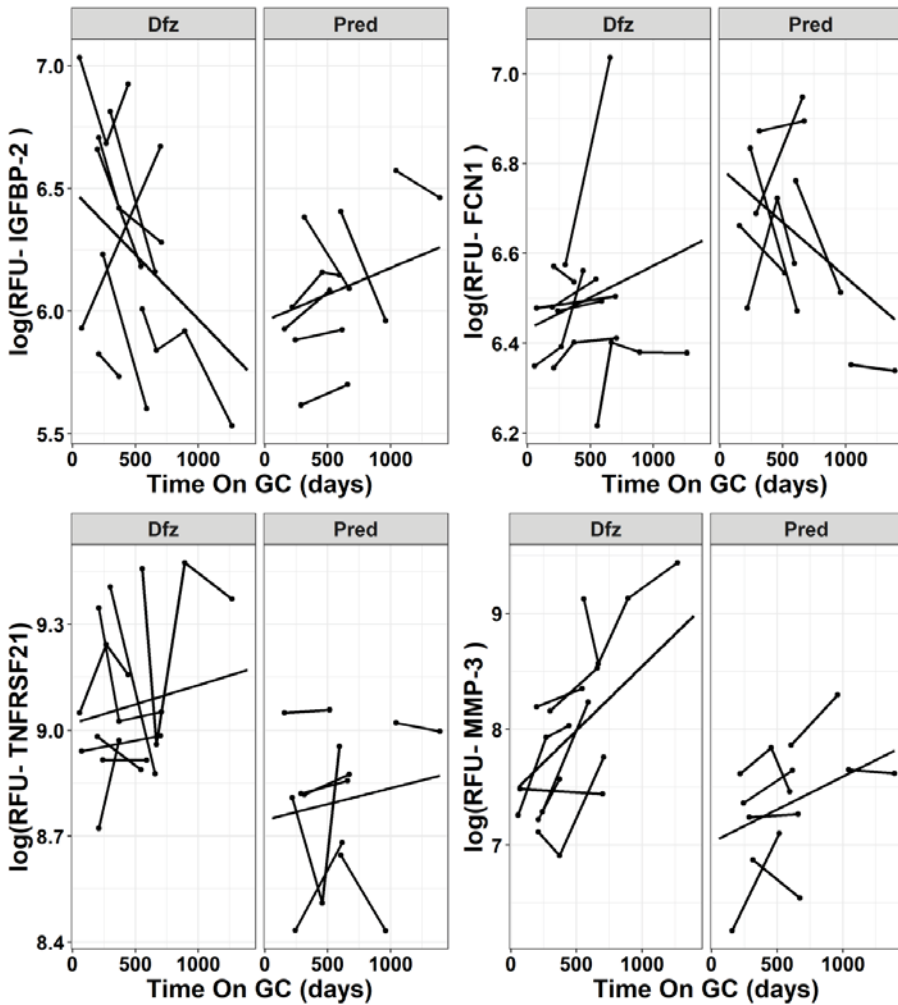 Dfz Pred
log(RFU- IGFBP-2 )
7.0
6.5
6.0
5.5
0 500 1000 0 500 1000
Time On GC (days)
Dfz Pred
log(RFU- FCN1 )
7.0
6.8
6.6
6.4
6.2
0 500 1000 0 500 1000
Time On GC (days)
Dfz Pred
log(RFU- TNFRSF21)
9.3
9.0
8.7
8.4
0 500 1000 0 500 1000
Time On GC (days)
Dfz Pred
log(RFU- MMP-3 )
9
8
7
0 500 1000 0 500 1000
Time On GC (days)